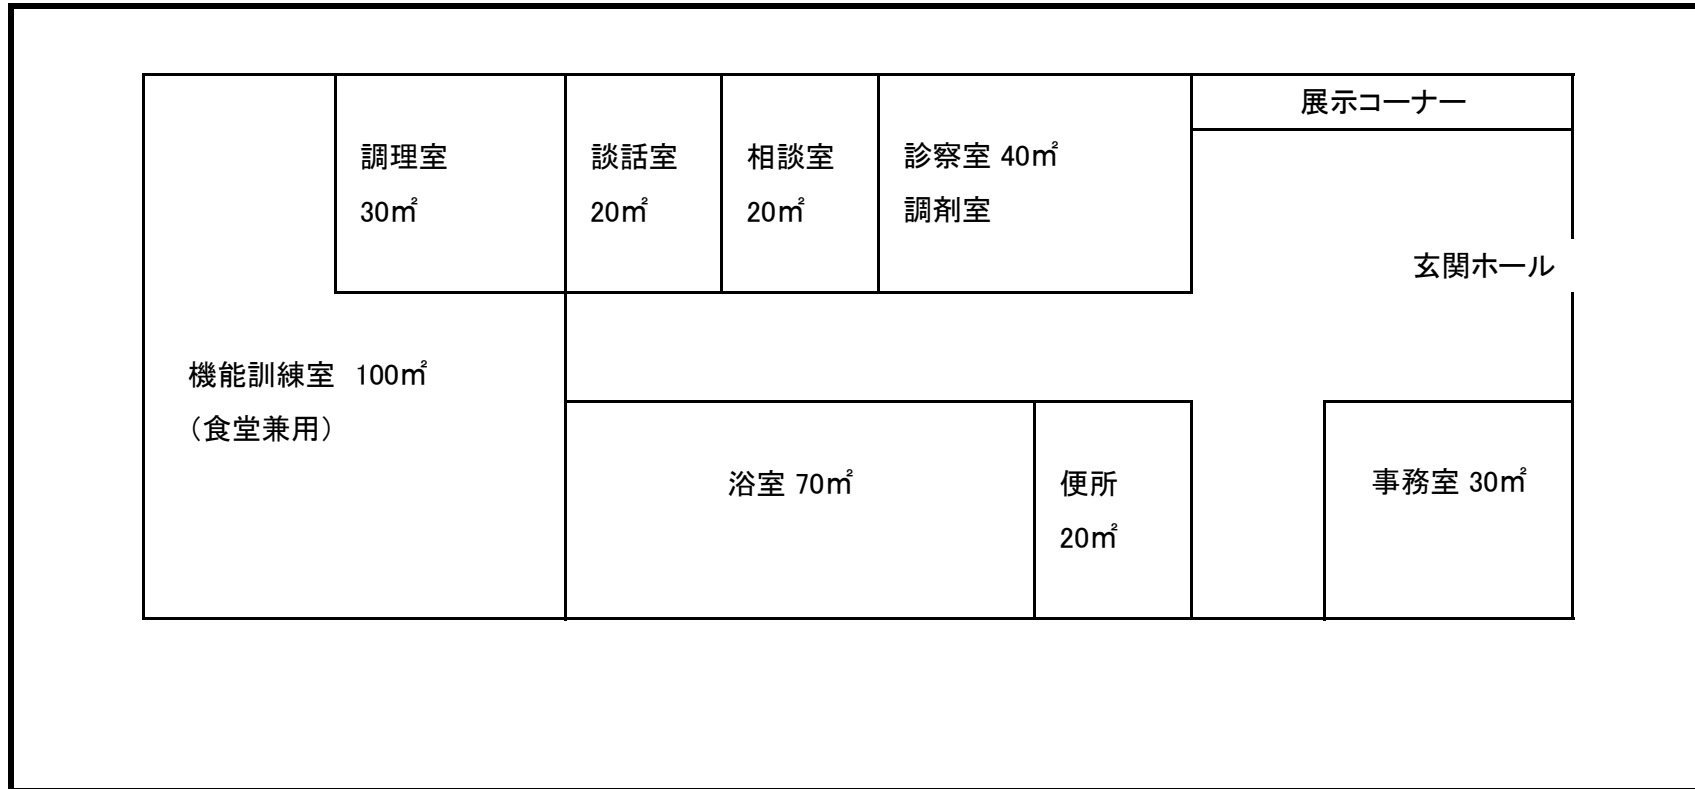 展示コーナー
調理室
30㎡
談話室
20㎡
相談室
20㎡
診察室 40㎡
調剤室
玄関ホール
機能訓練室 100㎡
（食堂兼用）
浴室 70㎡
便所
20㎡
事務室 30㎡